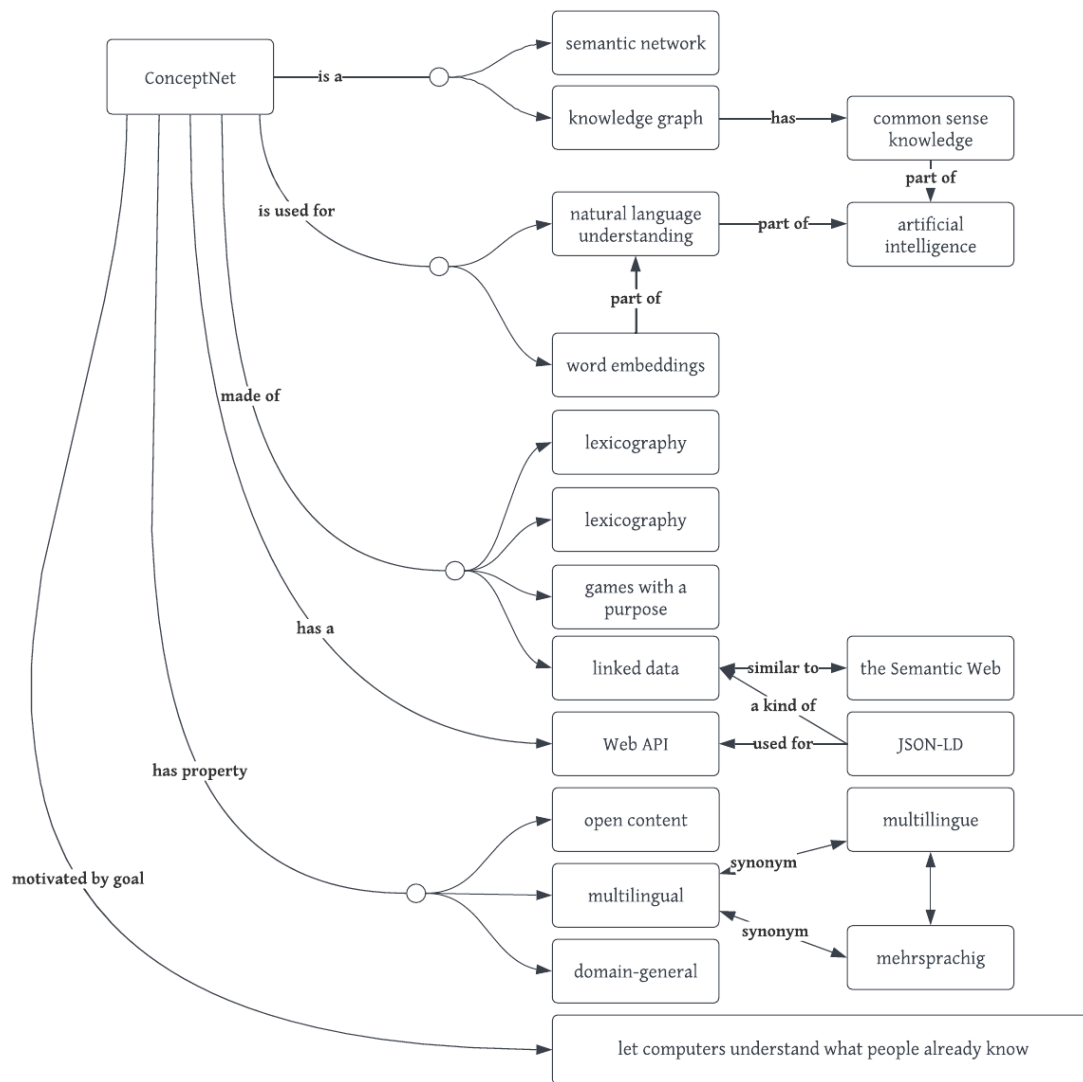 ConceptNet
is a
semantic network
knowledge graph
has
common sense
knowledge
part of
is used for
natural language
understanding
part of
artificial
intelligence
part of
word embeddings
made of
lexicography
lexicography
games with a
purpose
has a
linked data
similar to
the Semantic Web
a kind of
Web API
used for
JSON-LD
has property
open content
multillingue
synonym
motivated by goal
multilingual
synonym
mehrsprachig
domain-general
let computers understand what people already know